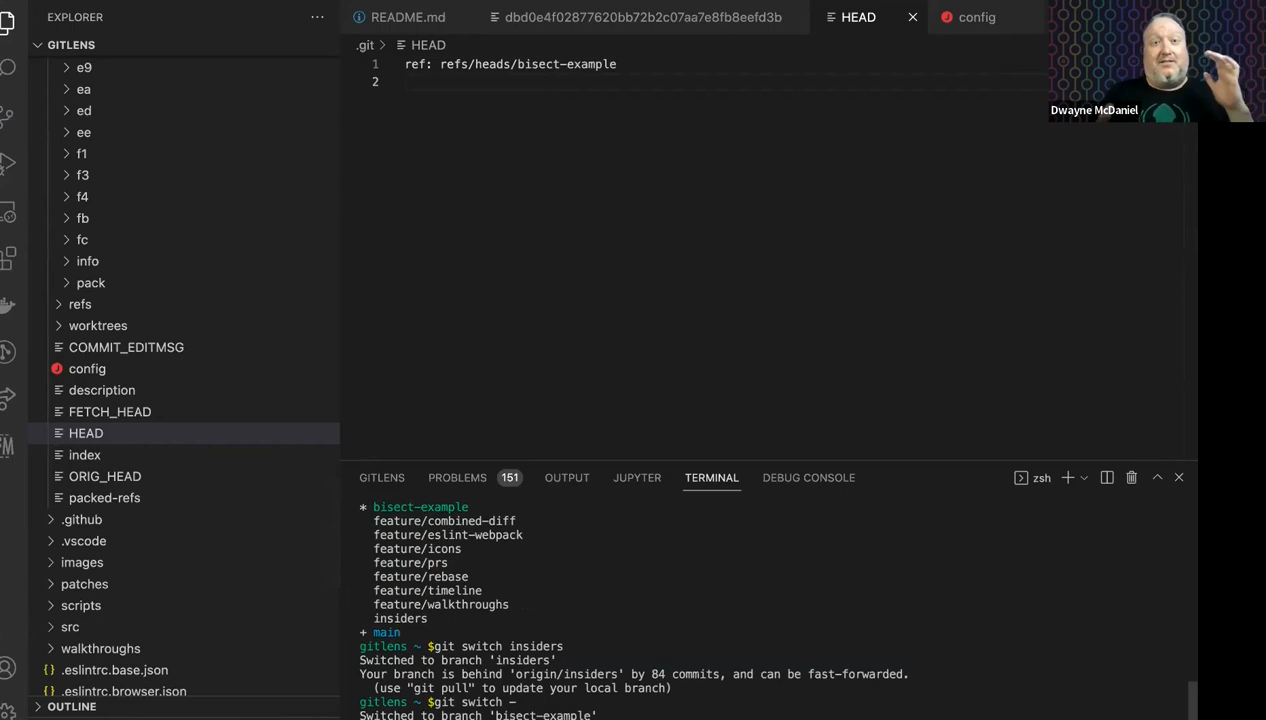 EXPLORER
GITLENS
e9
ea
ed
ee
f1
f3
f4
fb
fc
info
pack
refs
worktrees
COMMIT_EDITMSG
config
description
FETCH_HEAD
HEAD
index
ORIG_HEAD
packed-refs
.github
.vscode
images
patches
scripts
src
walkthroughs
{} .eslintrc.base.json
{} .eslintrc.browser.json
OUTLINE
README.md dbd0e4f02877620bb72b2c07aa7e8fb8eefd3b HEAD config
.git > HEAD
1 ref: refs/heads/bisect-example
2
Dwayne McDaniel
GITLENS PROBLEMS 151 OUTPUT JUPYTER TERMINAL DEBUG CONSOLE zsh
* bisect-example
feature/combined-diff
feature/eslint-webpack
feature/icons
feature/prs
feature/rebase
feature/timeline
feature/walkthroughs
insiders
+ main
gitlens ~ $git switch insiders
Switched to branch 'insiders'
Your branch is behind 'origin/insiders' by 84 commits, and can be fast-forwarded.
(use "git pull" to update your local branch)
gitlens ~ $git switch -
Switched to branch 'bisect-example'